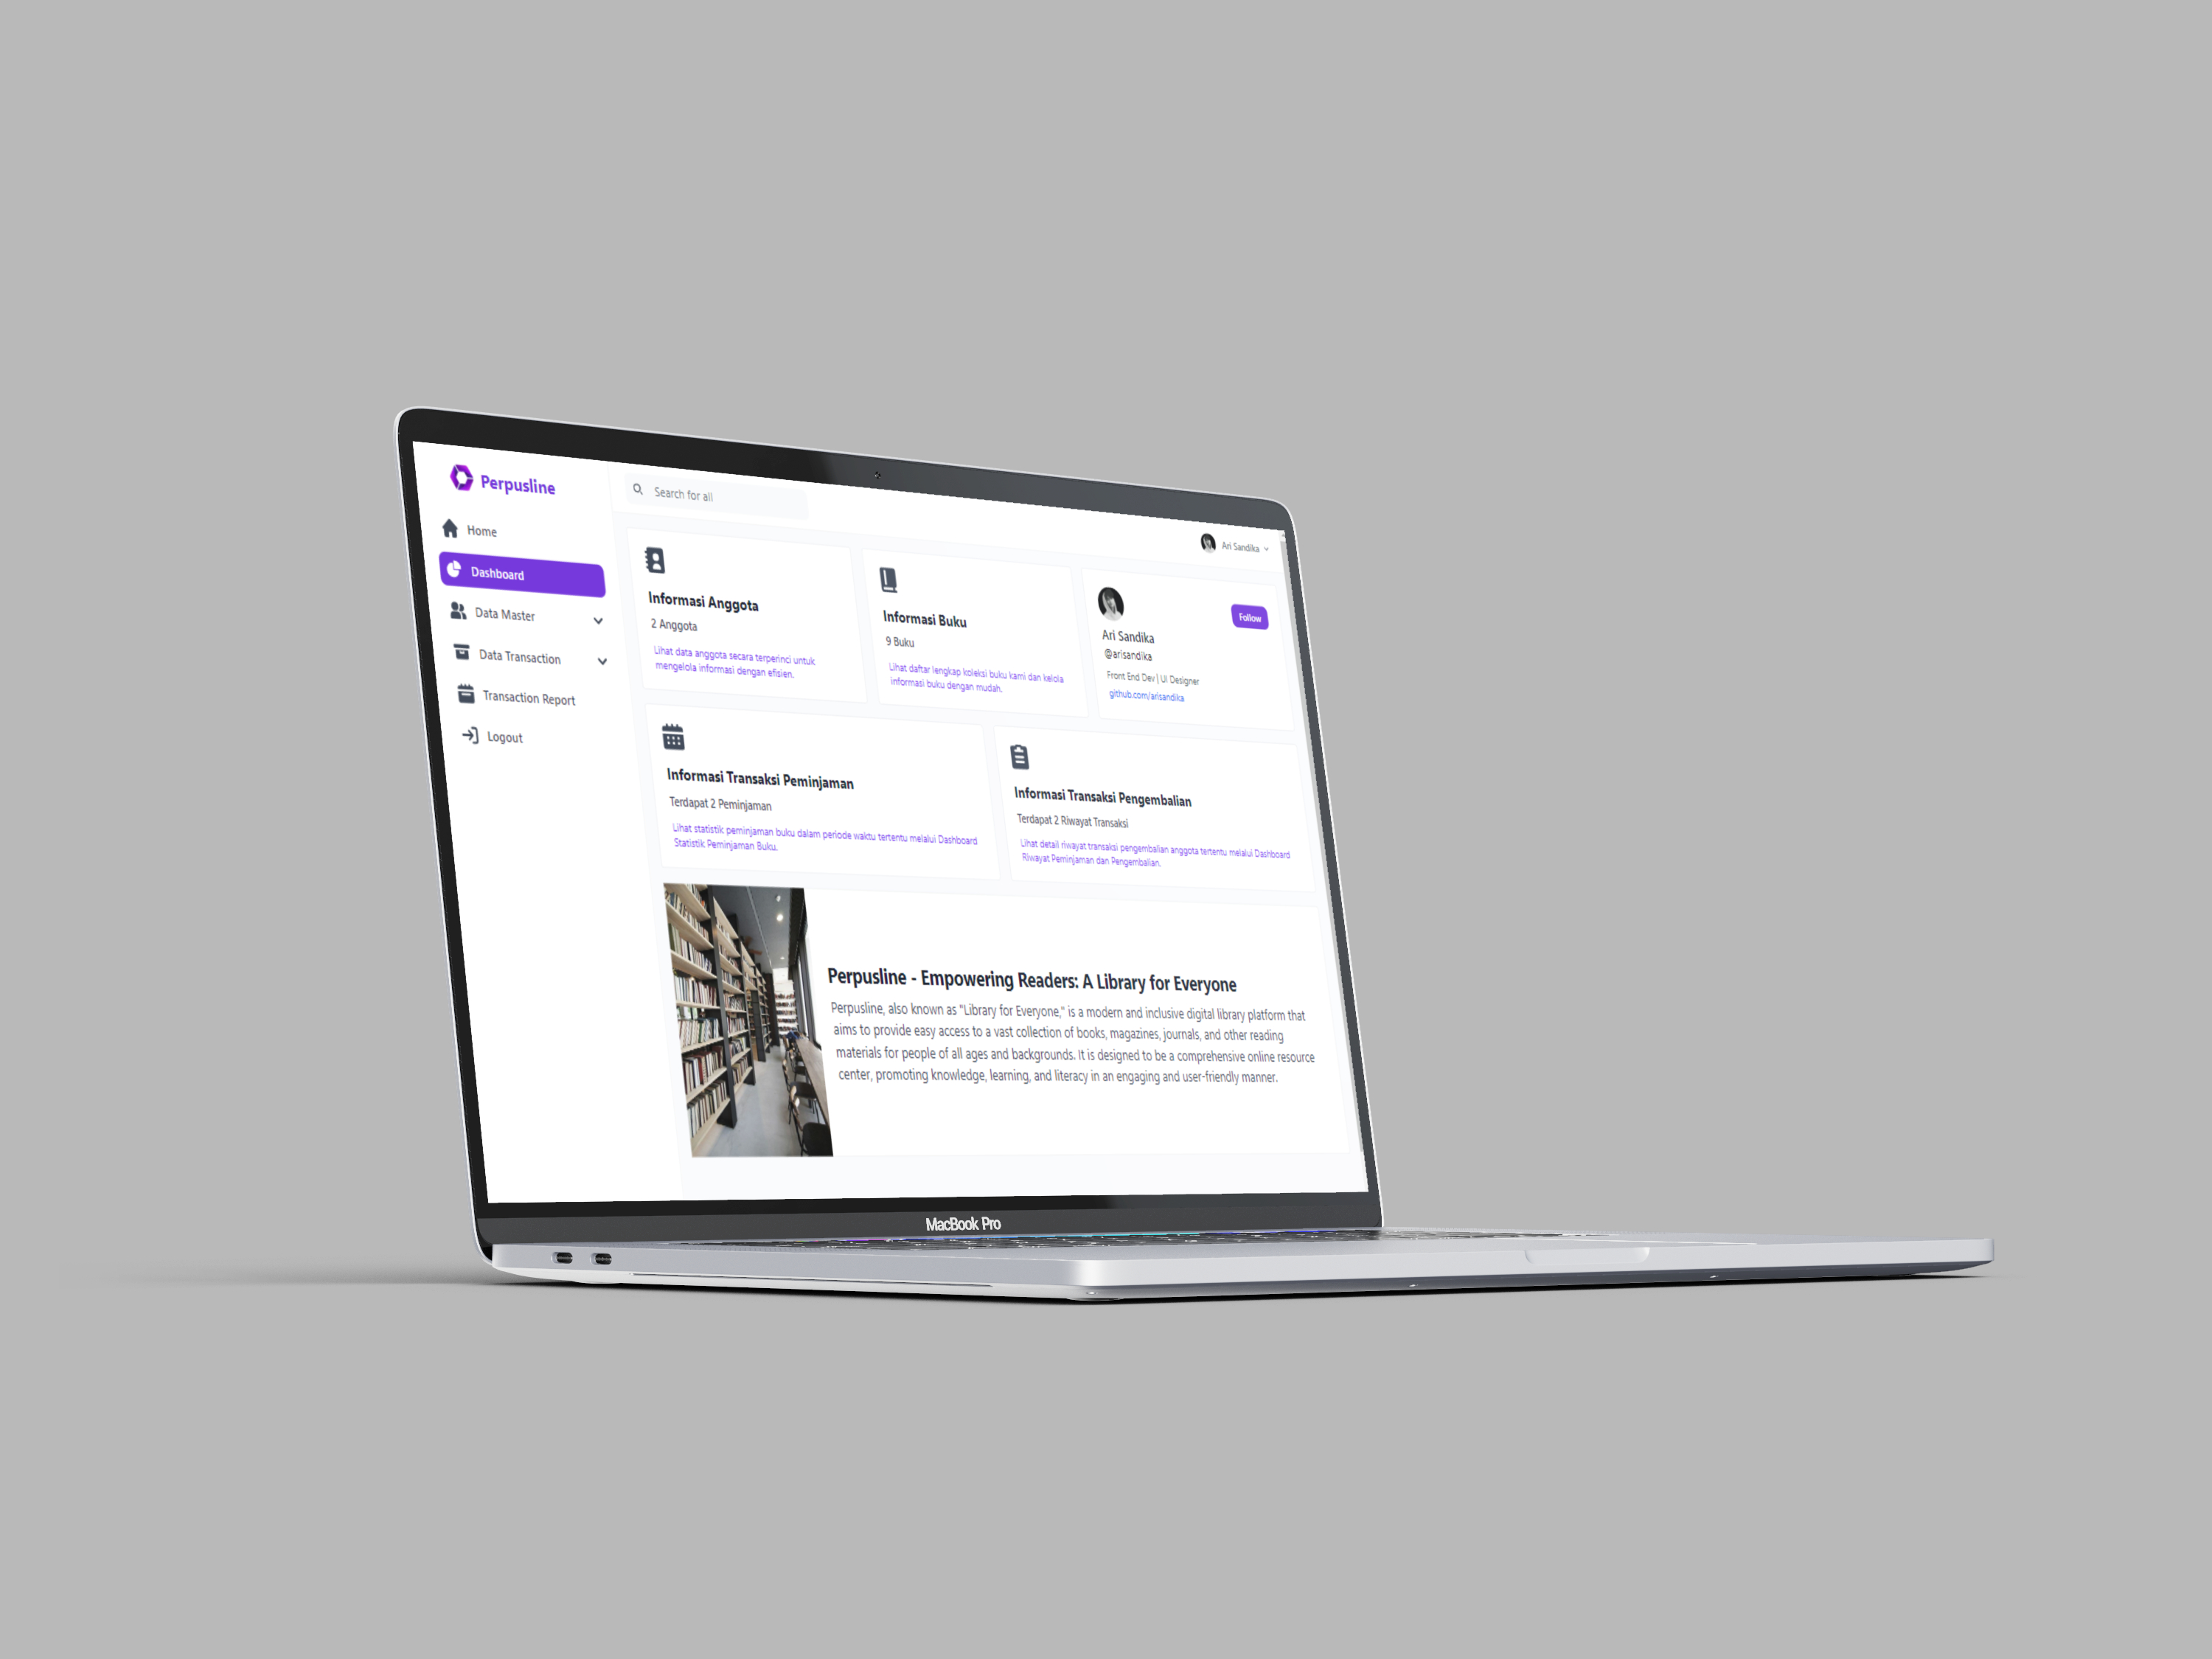 Perpusline
Home
Dashboard
Data Master
Data Transaction
Transaction Report
Logout
Search for all
Ari Sandika
Informasi Anggota
2 Anggota
Lihat data anggota secara terperinci untuk
mengelola informasi dengan efisien.
Informasi Buku
9 Buku
Lihat daftar lengkap koleksi buku kami dan kelola
informasi buku dengan mudah.
Follow
Ari Sandika
@arisandika
Front End Dev | UI Designer
github.com/arisandika
Informasi Transaksi Peminjaman
Terdapat 2 Peminjaman
Lihat statistik peminjaman buku dalam periode waktu tertentu melalui Dashboard
Statistik Peminjaman Buku.
Informasi Transaksi Pengembalian
Terdapat 2 Riwayat Transaksi
Lihat detail riwayat transaksi pengembalian anggota tertentu melalui Dashboard
Riwayat Peminjaman dan Pengembalian.
Perpusline - Empowering Readers: A Library for Everyone
Perpusline, also known as "Library for Everyone," is a modern and inclusive digital library platform that
aims to provide easy access to a vast collection of books, magazines, journals, and other reading
materials for people of all ages and backgrounds. It is designed to be a comprehensive online resource
center, promoting knowledge, learning, and literacy in an engaging and user-friendly manner.
MacBook Pro